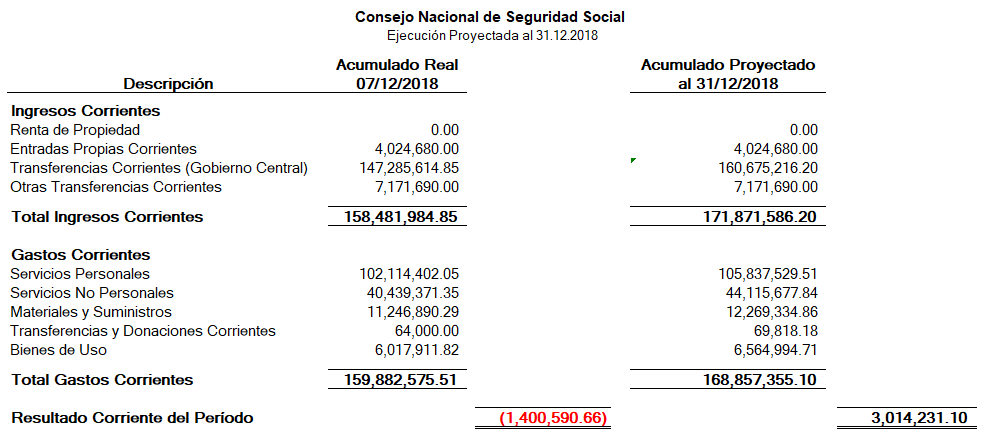 Consejo Nacional de Seguridad Social
Ejecución Proyectada al 31.12.2018
Acumulado Real Acumulado Proyectado
Descripción 07/12/2018 al 31/12/2018
Ingresos Corrientes
Renta de Propiedad 0.00 0.00
Entradas Propias Corrientes 4,024,680.00 4,024,680.00
Transferencias Corrientes (Gobierno Central) 147,285,614.85 160,675,216.20
Otras Transferencias Corrientes 7,171,690.00 7,171,690.00
Total Ingresos Corrientes 158,481,984.85 171,871,586.20
Gastos Corrientes
Servicios Personales 102,114,402.05 105,837,529.51
Servicios No Personales 40,439,371.35 44,115,677.84
Materiales y Suministros 11,246,890.29 12,269,334.86
Transferencias y Donaciones Corrientes 64,000.00 69,818.18
Bienes de Uso 6,017,911.82 6,564,994.71
Total Gastos Corrientes 159,882,575.51 168,857,355.10
Resultado Corriente del Período (1,400,590.66) 3,014,231.10